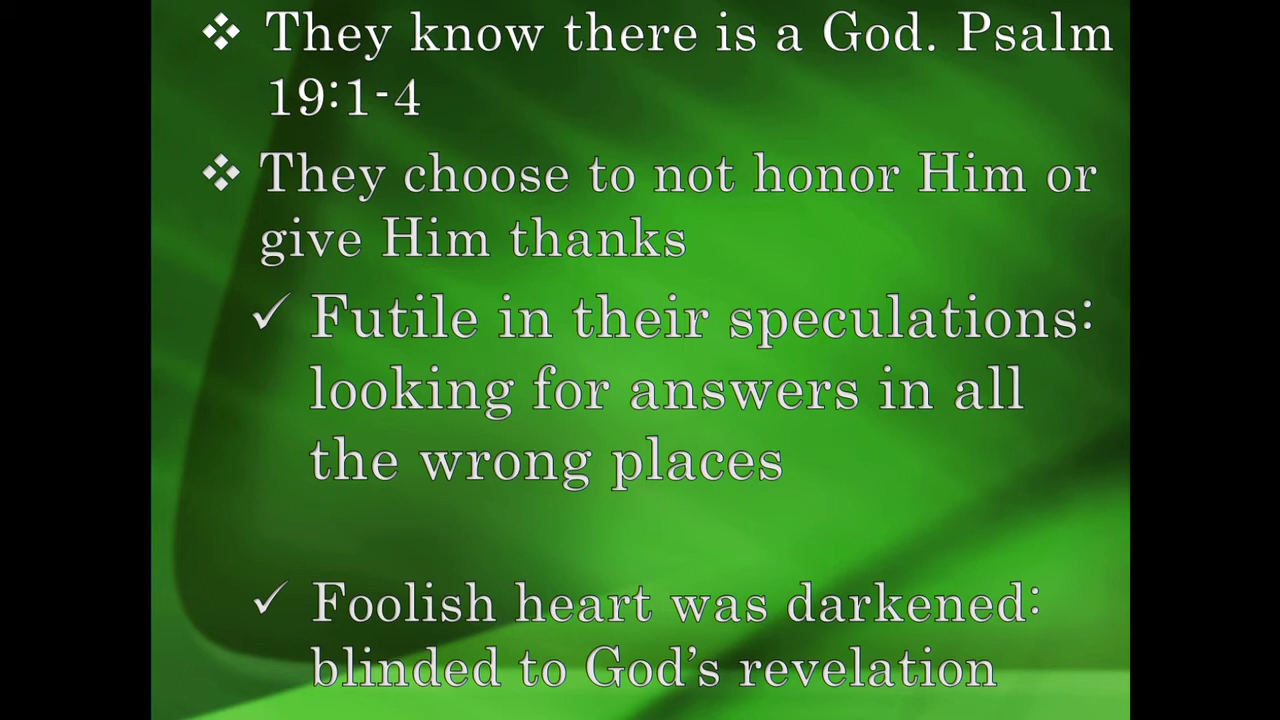 ❖ They know there is a God. Psalm
19:1-4
❖ They choose to not honor Him or
give Him thanks
✓ Futile in their speculations:
looking for answers in all
the wrong places
✓ Foolish heart was darkened:
blinded to God’s revelation